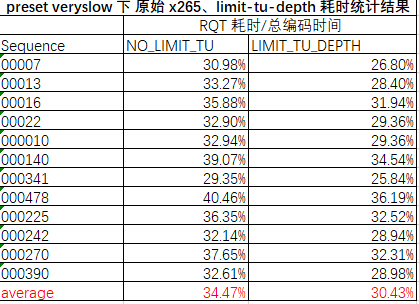 preset veryslow 下 原始 x265、limit-tu-depth 耗时统计结果
RQT 耗时/总编码时间
Sequence NO_LIMIT_TU LIMIT_TU_DEPTH
00007 30.98% 26.80%
00013 33.27% 28.40%
00016 35.88% 31.94%
00022 32.90% 29.36%
000010 32.94% 29.36%
000140 39.07% 34.54%
000341 29.35% 25.84%
000478 40.46% 36.19%
000225 36.35% 32.52%
000242 32.14% 28.94%
000270 37.65% 32.31%
000390 32.61% 28.98%
average 34.47% 30.43%